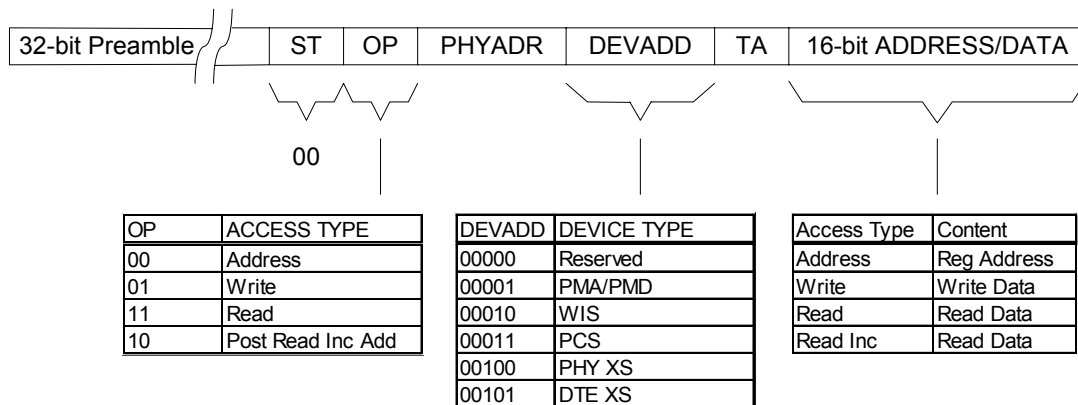 32-bit Preamble ST OP PHYADR DEVADD TA 16-bit ADDRESS/DATA
00
OP ACCESS TYPE
00 Address
01 Write
11 Read
10 Post Read Inc Add
DEVADD DEVICE TYPE
00000 Reserved
00001 PMA/PMD
00010 WIS
00011 PCS
00100 PHY XS
00101 DTE XS
Access Type Content
Address Reg Address
Write Write Data
Read Read Data
Read Inc Read Data